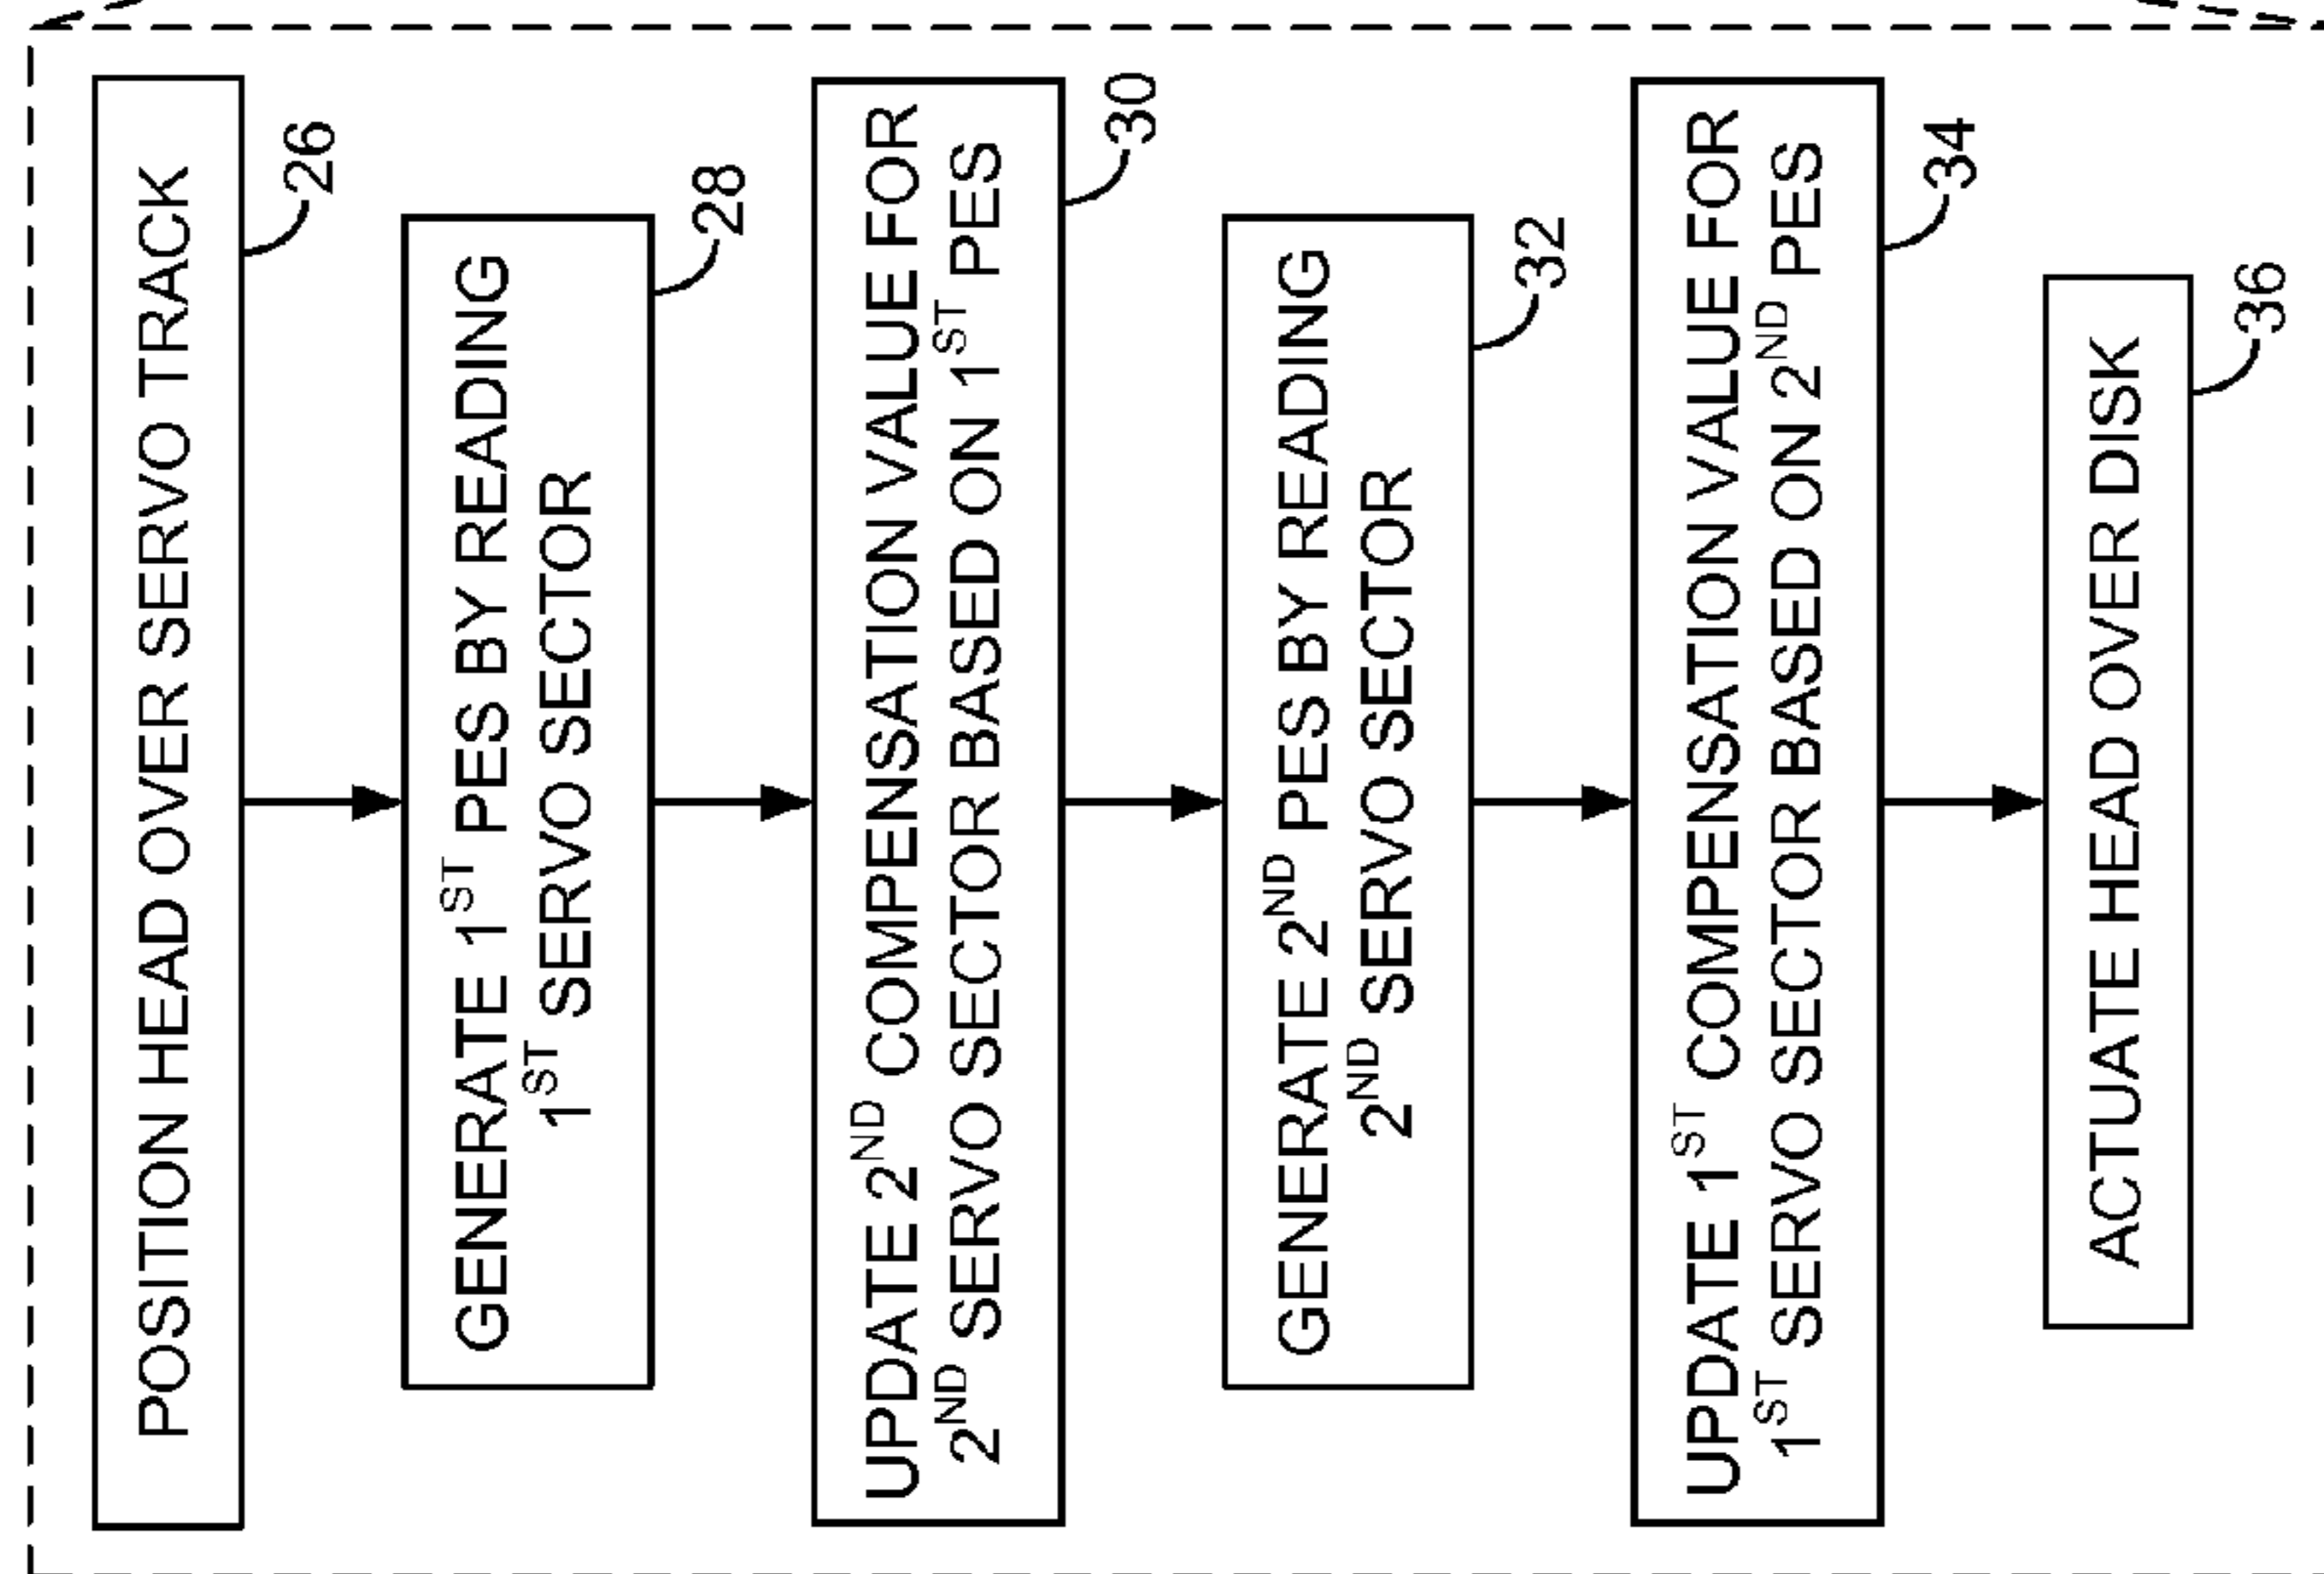 POSITION HEAD OVER SERVO TRACK
26
GENERATE 1ST PES BY READING
1ST SERVO SECTOR
28
UPDATE 2ND COMPENSATION VALUE FOR
2ND SERVO SECTOR BASED ON 1ST PES
30
GENERATE 2ND PES BY READING
2ND SERVO SECTOR
32
UPDATE 1ST COMPENSATION VALUE FOR
1ST SERVO SECTOR BASED ON 2ND PES
34
ACTUATE HEAD OVER DISK
36